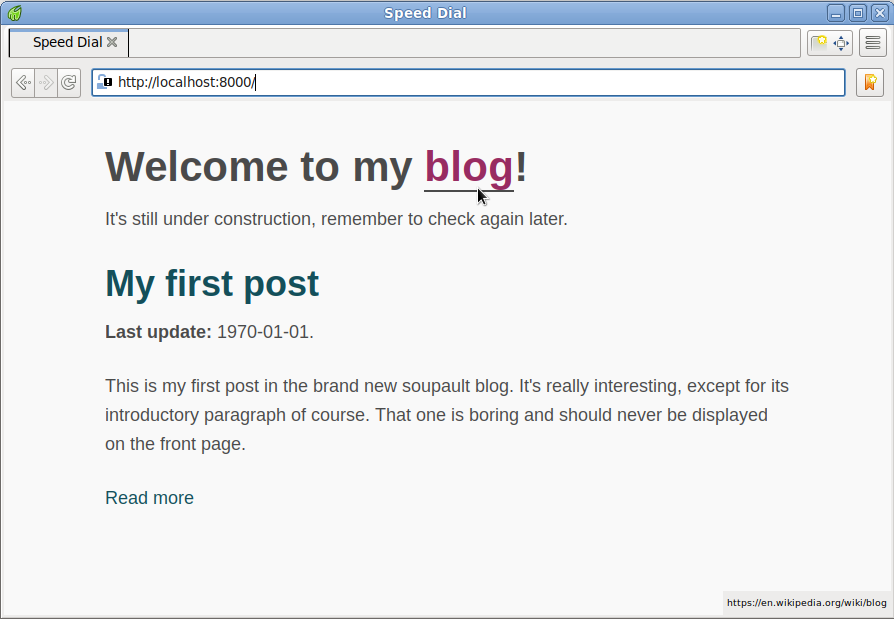 Speed Dial
Speed Dial
http://localhost:8000/
Welcome to my blog!
It's still under construction, remember to check again later.
My first post
Last update: 1970-01-01.
This is my first post in the brand new soupault blog. It's really interesting, except for its
introductory paragraph of course. That one is boring and should never be displayed
on the front page.
Read more
https://en.wikipedia.org/wiki/blog